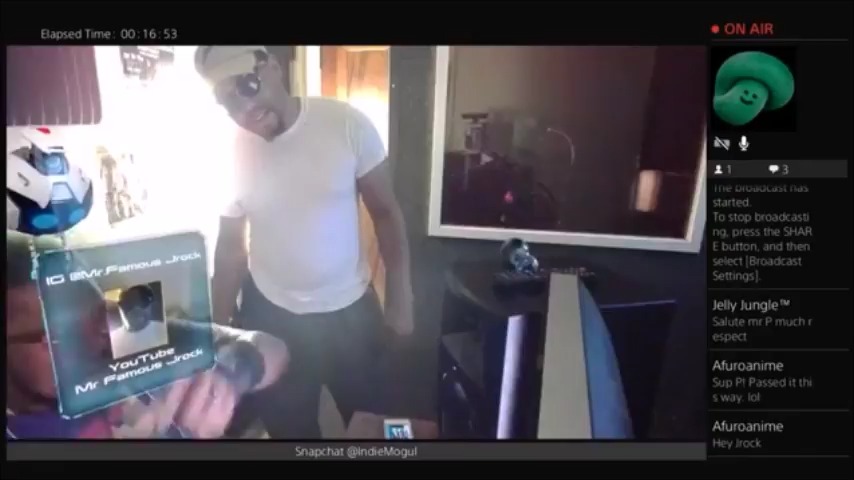 Elapsed Time: 00:16:53
ON AIR
1 3
The broadcast has
started.
To stop broadcasti
ng, press the SHAR
E button, and then
select [Broadcast
Settings].
Jelly Jungle™
Salute mr P much r
espect
Afuroanime
Sup P! Passed it thi
s way. lol
Afuroanime
Hey Jrock
IG @Mr.Famous Jrock
YouTube
Mr Famous Jrock
Snapchat @IndieMogul